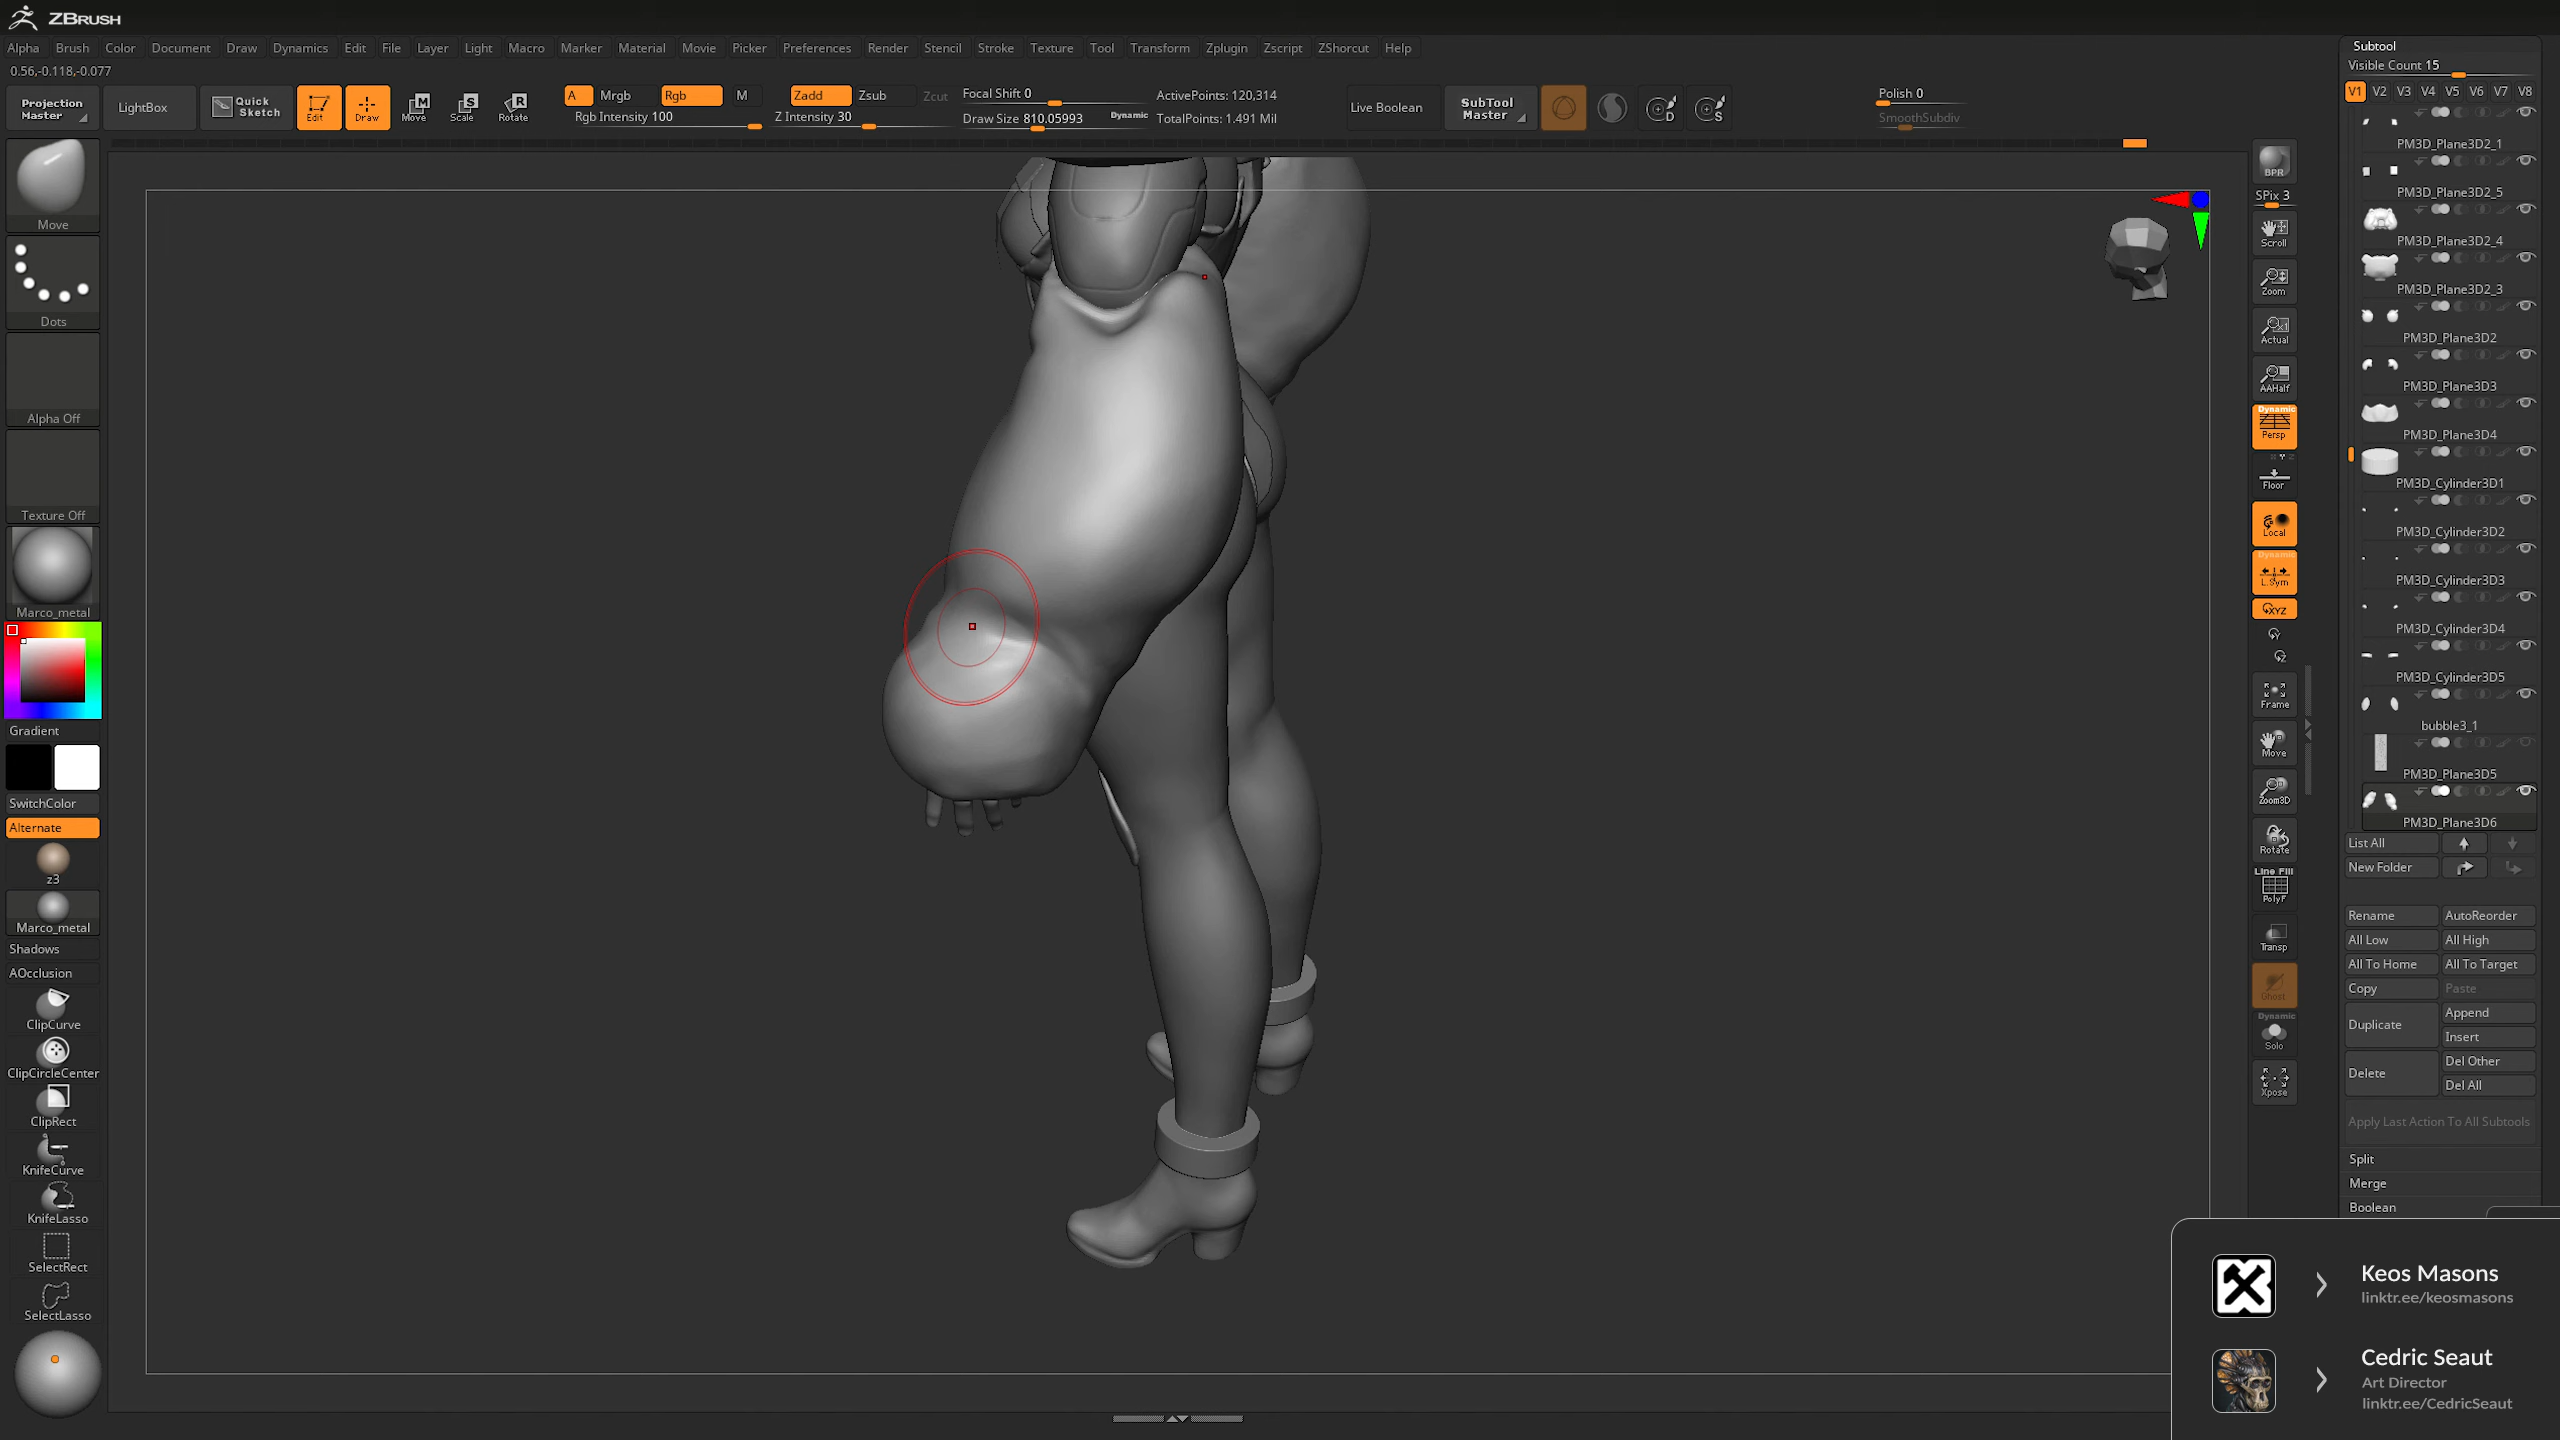 ZBRUSH
Alpha Brush Color Document Draw Dynamics Edit File Layer Light Macro Marker Material Movie Picker Preferences Render Stencil Stroke Texture Tool Transform Zplugin Zscript ZShorcut Help
0.56,-0.118,-0.077
Projection Master
LightBox
Quick Sketch
Edit
Draw
Move
Scale
Rotate
A Mrgb Rgb M
Rgb Intensity 100
Zadd Zsub Zcut
Z Intensity 30
Focal Shift 0
Draw Size 810.05993
Dynamic
ActivePoints: 120,314
TotalPoints: 1.491 Mil
Live Boolean
SubTool Master
Polish 0
SmoothSubdiv
Move
Dots
Alpha Off
Texture Off
Marco_metal
Gradient
SwitchColor
Alternate
z3
Marco_metal
Shadows
AOcclusion
ClipCurve
ClipCircleCenter
ClipRect
KnifeCurve
KnifeLasso
SelectRect
SelectLasso
BPR
SPix 3
Scroll
Zoom
Actual
AAHalf
Dynamic
Persp
Floor
Local
Dynamic
L.Sym
XYZ
Frame
Move
Zoom3D
Rotate
Line Fill
PolyF
Transp
Ghost
Dynamic
Solo
Xpose
Subtool
Visible Count 15
V1 V2 V3 V4 V5 V6 V7 V8
PM3D_Plane3D2_1
PM3D_Plane3D2_5
PM3D_Plane3D2_4
PM3D_Plane3D2_3
PM3D_Plane3D2
PM3D_Plane3D3
PM3D_Plane3D4
PM3D_Cylinder3D1
PM3D_Cylinder3D2
PM3D_Cylinder3D3
PM3D_Cylinder3D4
PM3D_Cylinder3D5
bubble3_1
PM3D_Plane3D5
PM3D_Plane3D6
List All
New Folder
Rename AutoReorder
All Low All High
All To Home All To Target
Copy Paste
Duplicate Append
Insert
Delete Del Other
Del All
Apply Last Action To All Subtools
Split
Merge
Boolean
Keos Masons
linktr.ee/keosmasons
Cedric Seaut
Art Director
linktr.ee/CedricSeaut